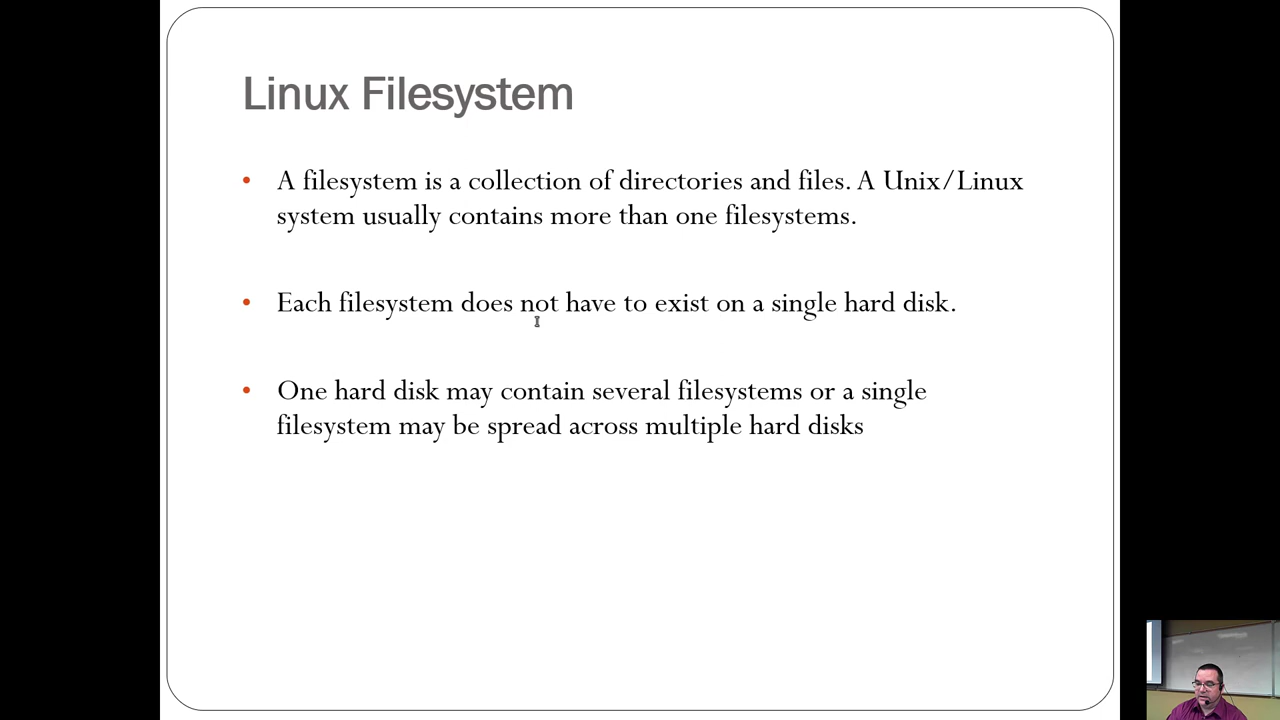 Linux Filesystem
• A filesystem is a collection of directories and files. A Unix/Linux
system usually contains more than one filesystems.
• Each filesystem does not have to exist on a single hard disk.
• One hard disk may contain several filesystems or a single
filesystem may be spread across multiple hard disks